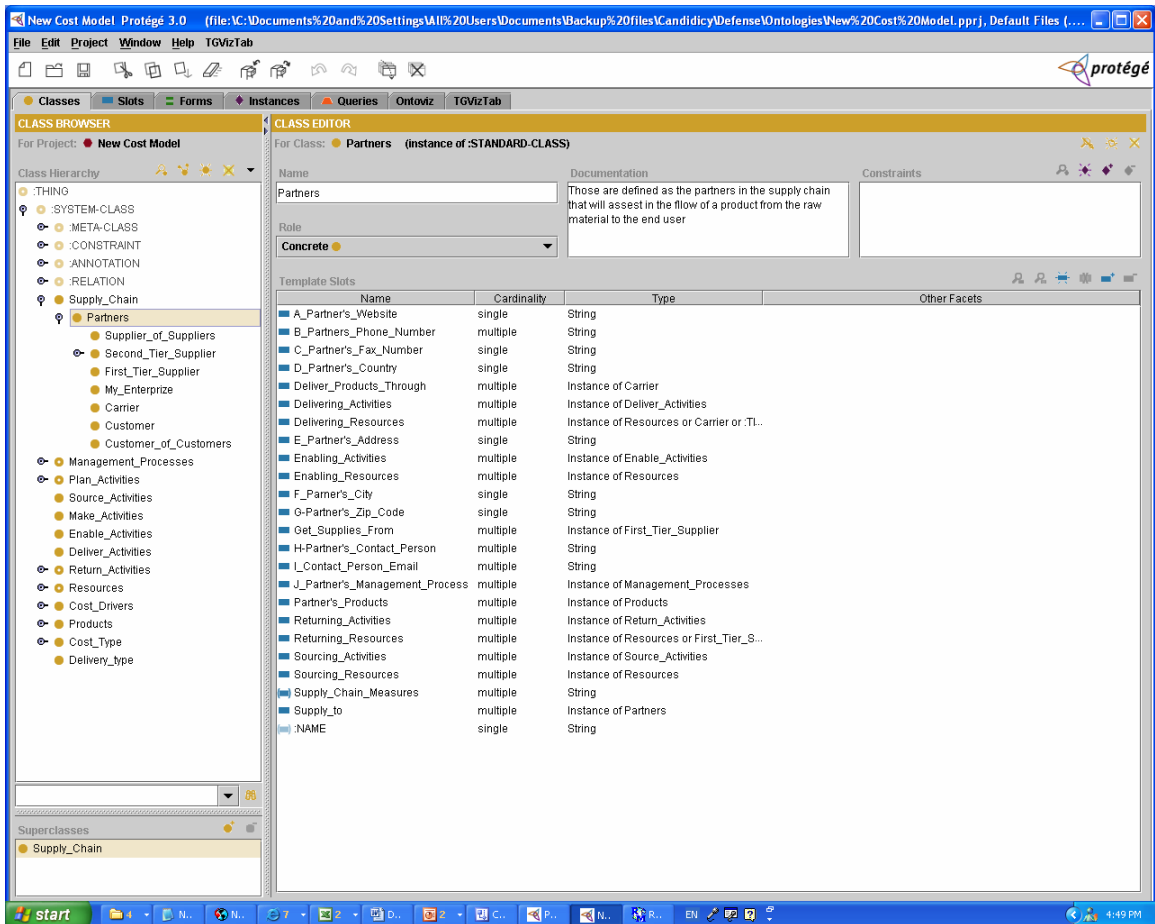 New Cost Model Protégé 3.0 (file:\C:\Documents%20and%20Settings\All%20Users\Documents\Backup%20files\Candidicy\Defense\Ontologies\New%20Cost%20Model.pprj, Default Files (....
File Edit Project Window Help TGVizTab
protégé
Classes Slots Forms Instances Queries Ontoviz TGVizTab
CLASS BROWSER
For Project: New Cost Model
Class Hierarchy
:THING
:SYSTEM-CLASS
:META-CLASS
:CONSTRAINT
:ANNOTATION
:RELATION
Supply_Chain
Partners
Supplier_of_Suppliers
Second_Tier_Supplier
First_Tier_Supplier
My_Enterprize
Carrier
Customer
Customer_of_Customers
Management_Processes
Plan_Activities
Source_Activities
Make_Activities
Enable_Activities
Deliver_Activities
Return_Activities
Resources
Cost_Drivers
Products
Cost_Type
Delivery_type
Superclasses
Supply_Chain
CLASS EDITOR
For Class: Partners (instance of :STANDARD-CLASS)
Name
Partners
Role
Concrete
Documentation
Those are defined as the partners in the supply chain
that will assest in the fllow of a product from the raw
material to the end user
Constraints
Template Slots
Name Cardinality Type Other Facets
A_Partner's_Website single String
B_Partners_Phone_Number multiple String
C_Partner's_Fax_Number single String
D_Partner's_Country single String
Deliver_Products_Through multiple Instance of Carrier
Delivering_Activities multiple Instance of Deliver_Activities
Delivering_Resources multiple Instance of Resources or Carrier or :TI...
E_Partner's_Address single String
Enabling_Activities multiple Instance of Enable_Activities
Enabling_Resources multiple Instance of Resources
F_Parner's_City single String
G-Partner's_Zip_Code single String
Get_Supplies_From multiple Instance of First_Tier_Supplier
H-Partner's_Contact_Person multiple String
I_Contact_Person_Email multiple String
J_Partner's_Management_Process multiple Instance of Management_Processes
Partner's_Products multiple Instance of Products
Returning_Activities multiple Instance of Return_Activities
Returning_Resources multiple Instance of Resources or First_Tier_S...
Sourcing_Activities multiple Instance of Source_Activities
Sourcing_Resources multiple Instance of Resources
Supply_Chain_Measures multiple String
Supply_to multiple Instance of Partners
:NAME single String
start 4 N.. N.. 7 2 D.. 2 C.. P.. N.. R.. EN 4:49 PM